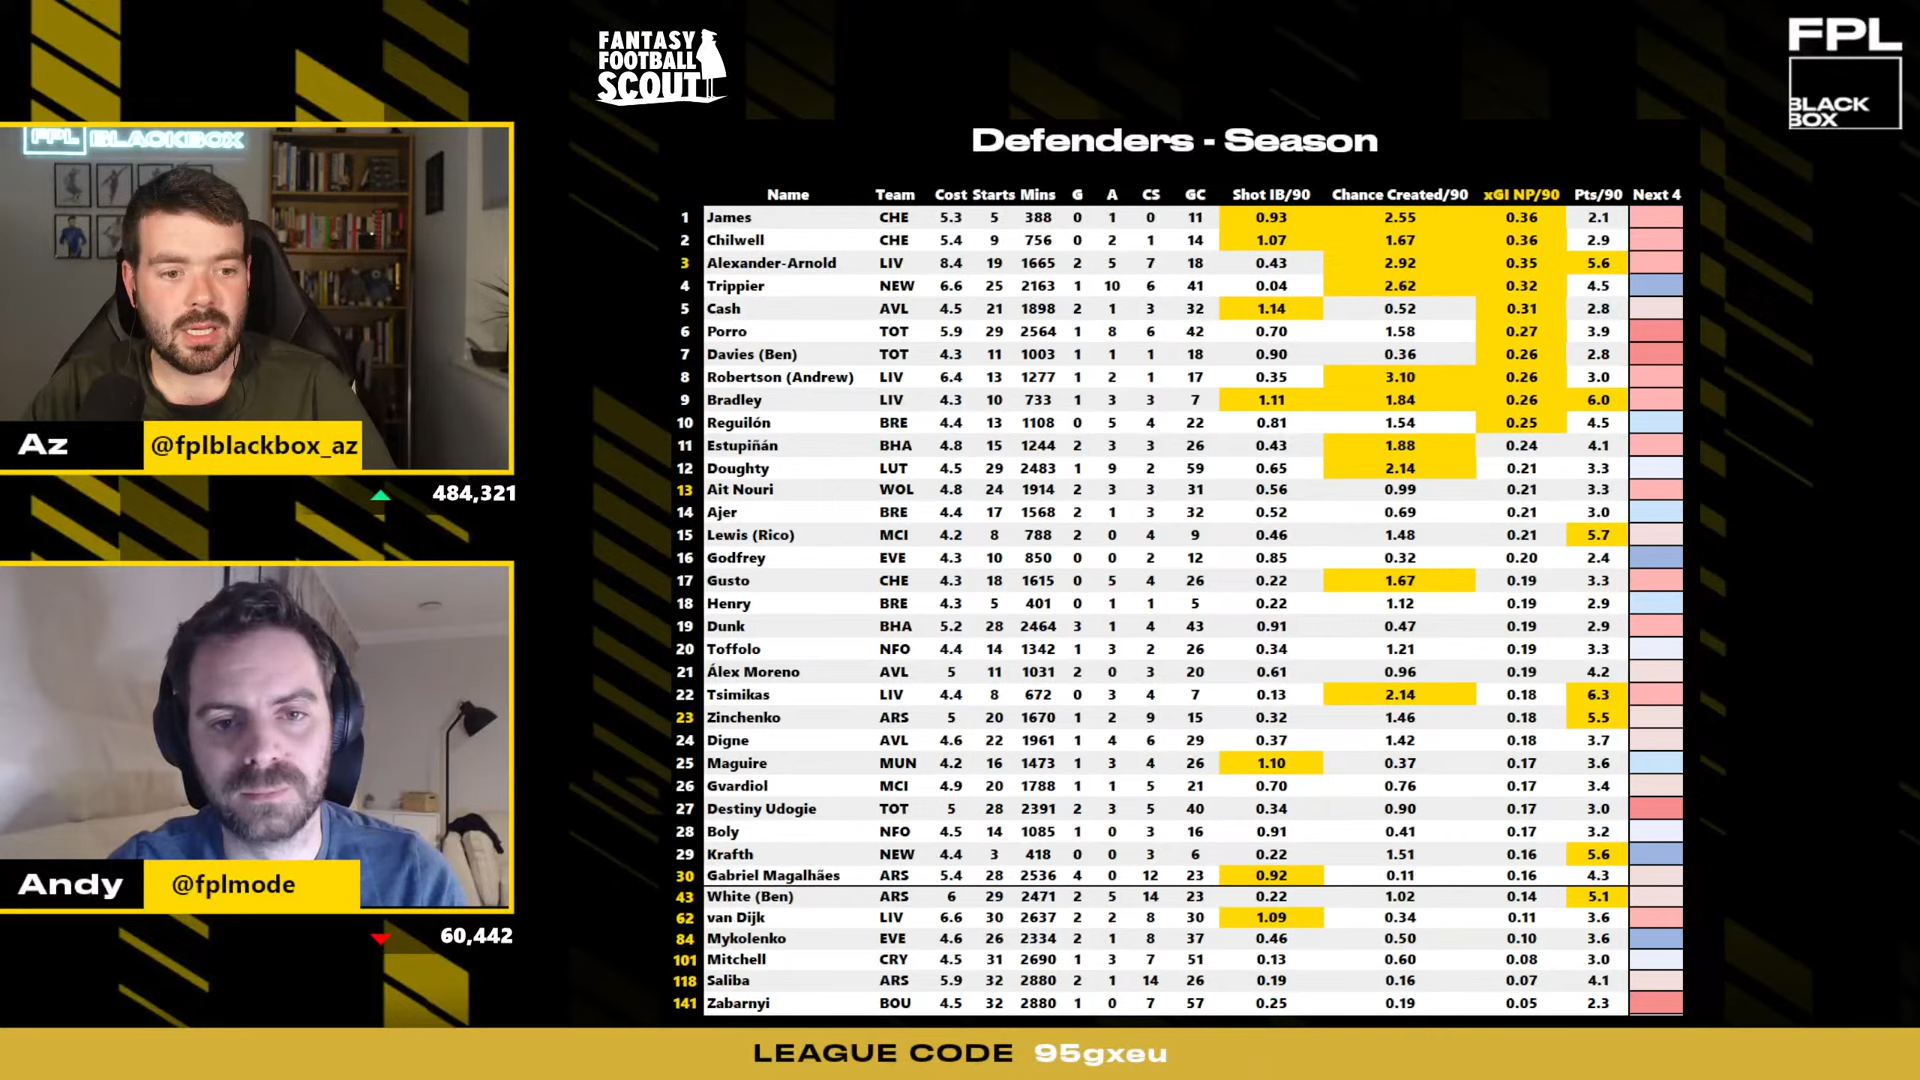 FANTASY
FOOTBALL
SCOUT
FPL
BLACK
BOX
FPL BLACKBOX
Az @fplblackbox_az
484,321
Andy @fplmode
60,442
Defenders - Season
Name Team Cost Starts Mins G A CS GC Shot IB/90 Chance Created/90 xGI NP/90 Pts/90 Next 4
1 James CHE 5.3 5 388 0 1 0 11 0.93 2.55 0.36 2.1
2 Chilwell CHE 5.4 9 756 0 2 1 14 1.07 1.67 0.36 2.9
3 Alexander-Arnold LIV 8.4 19 1665 2 5 7 18 0.43 2.92 0.35 5.6
4 Trippier NEW 6.6 25 2163 1 10 6 41 0.04 2.62 0.32 4.5
5 Cash AVL 4.5 21 1898 2 1 3 32 1.14 0.52 0.31 2.8
6 Porro TOT 5.9 29 2564 1 8 6 42 0.70 1.58 0.27 3.9
7 Davies (Ben) TOT 4.3 11 1003 1 1 1 18 0.90 0.36 0.26 2.8
8 Robertson (Andrew) LIV 6.4 13 1277 1 2 1 17 0.35 3.10 0.26 3.0
9 Bradley LIV 4.3 10 733 1 3 3 7 1.11 1.84 0.26 6.0
10 Reguilón BRE 4.4 13 1108 0 5 4 22 0.81 1.54 0.25 4.5
11 Estupiñán BHA 4.8 15 1244 2 3 3 26 0.43 1.88 0.24 4.1
12 Doughty LUT 4.5 29 2483 1 9 2 59 0.65 2.14 0.21 3.3
13 Ait Nouri WOL 4.8 24 1914 2 3 3 31 0.56 0.99 0.21 3.3
14 Ajer BRE 4.4 17 1568 2 1 3 32 0.52 0.69 0.21 3.0
15 Lewis (Rico) MCI 4.2 8 788 2 0 4 9 0.46 1.48 0.21 5.7
16 Godfrey EVE 4.3 10 850 0 0 2 12 0.85 0.32 0.20 2.4
17 Gusto CHE 4.3 18 1615 0 5 4 26 0.22 1.67 0.19 3.3
18 Henry BRE 4.3 5 401 0 1 1 5 0.22 1.12 0.19 2.9
19 Dunk BHA 5.2 28 2464 3 1 4 43 0.91 0.47 0.19 2.9
20 Toffolo NFO 4.4 14 1342 1 3 2 26 0.34 1.21 0.19 3.3
21 Álex Moreno AVL 5 11 1031 2 0 3 20 0.61 0.96 0.19 4.2
22 Tsimikas LIV 4.4 8 672 0 3 4 7 0.13 2.14 0.18 6.3
23 Zinchenko ARS 5 20 1670 1 2 9 15 0.32 1.46 0.18 5.5
24 Digne AVL 4.6 22 1961 1 4 6 29 0.37 1.42 0.18 3.7
25 Maguire MUN 4.2 16 1473 1 3 4 26 1.10 0.37 0.17 3.6
26 Gvardiol MCI 4.9 20 1788 1 1 5 21 0.70 0.76 0.17 3.4
27 Destiny Udogie TOT 5 28 2391 2 3 5 40 0.34 0.90 0.17 3.0
28 Boly NFO 4.5 14 1085 1 0 3 16 0.91 0.41 0.17 3.2
29 Krafth NEW 4.4 3 418 0 0 3 6 0.22 1.51 0.16 5.6
30 Gabriel Magalhães ARS 5.4 28 2536 4 0 12 23 0.92 0.11 0.16 4.3
43 White (Ben) ARS 6 29 2471 2 5 14 23 0.22 1.02 0.14 5.1
62 van Dijk LIV 6.6 30 2637 2 2 8 30 1.09 0.34 0.11 3.6
84 Mykolenko EVE 4.6 26 2334 2 1 8 37 0.46 0.50 0.10 3.6
101 Mitchell CRY 4.5 31 2690 1 3 7 51 0.13 0.60 0.08 3.0
118 Saliba ARS 5.9 32 2880 2 1 14 26 0.19 0.16 0.07 4.1
141 Zabarnyi BOU 4.5 32 2880 1 0 7 57 0.25 0.19 0.05 2.3
LEAGUE CODE 95gxeu